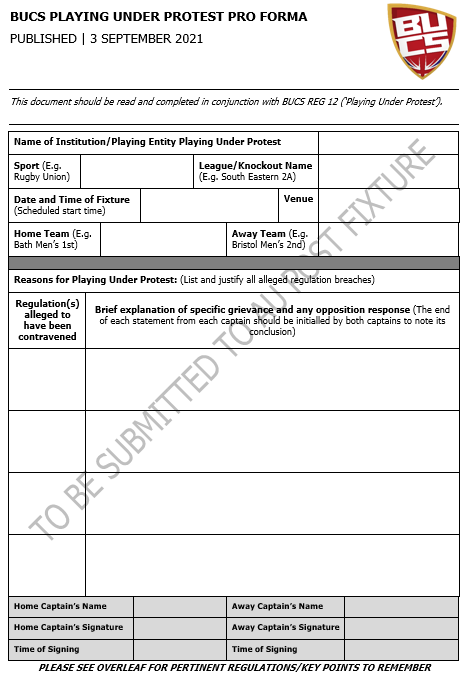 BUCS PLAYING UNDER PROTEST PRO FORMA
PUBLISHED | 3 SEPTEMBER 2021
BUCS
This document should be read and completed in conjunction with BUCS REG 12 ('Playing Under Protest').
Name of Institution/Playing Entity Playing Under Protest
Sport (E.g.
Rugby Union)
League/Knockout Name
(E.g. South Eastern 2A)
Date and Time of Fixture
(Scheduled start time)
Venue
Home Team (E.g.
Bath Men's 1st)
Away Team (E.g.
Bristol Men's 2nd)
Reasons for Playing Under Protest: (List and justify all alleged regulation breaches)
Regulation(s)
alleged to
have been
contravened
Brief explanation of specific grievance and any opposition response (The end
of each statement from each captain should be initialled by both captains to note its
conclusion)
TO BE SUBMITTED TO AU POST FIXTURE
Home Captain's Name
Away Captain's Name
Home Captain's Signature
Away Captain's Signature
Time of Signing
Time of Signing
PLEASE SEE OVERLEAF FOR PERTINENT REGULATIONS/KEY POINTS TO REMEMBER